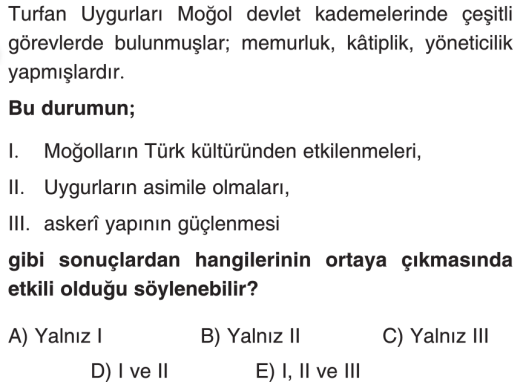 Turfan Uygurları Moğol devlet kademelerinde çeşitli
görevlerde bulunmuşlar; memurluk, kâtiplik, yöneticilik
yapmışlardır.
Bu durumun;
I. Moğolların Türk kültüründen etkilenmeleri,
II. Uygurların asimile olmaları,
III. askerî yapının güçlenmesi
gibi sonuçlardan hangilerinin ortaya çıkmasında
etkili olduğu söylenebilir?
A) Yalnız I B) Yalnız II C) Yalnız III
D) I ve II E) I, II ve III